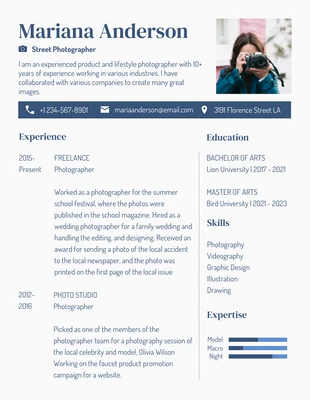 Mariana Anderson
Street Photographer
I am an experienced product and lifestyle photographer with 10+
years of experience working in various industries. I have
collaborated with various companies to create many great
images.
+1 234-567-8901
mariaanderson@email.com
3191 Florence Street LA
Experience
2015-
Present
FREELANCE
Photographer
Worked as a photographer for the summer
school festival, where the photos were
published in the school magazine. Hired as a
wedding photographer for a family wedding and
handling the editing, and designing. Received an
award for sending a photo of the local accident
to the local newspaper, and the photo was
printed on the first page of the local issue
2012-
2016
PHOTO STUDIO
Photographer
Picked as one of the members of the
photographer team for a photography session of
the local celebrity and model, Olivia Wilson
Working on the faucet product promotion
campaign for a website.
Education
BACHELOR OF ARTS
Lion University | 2017 - 2021
MASTER OF ARTS
Bird University | 2021 - 2023
Skills
Photography
Videography
Graphic Design
Illustration
Drawing
Expertise
Model
Macro
Night